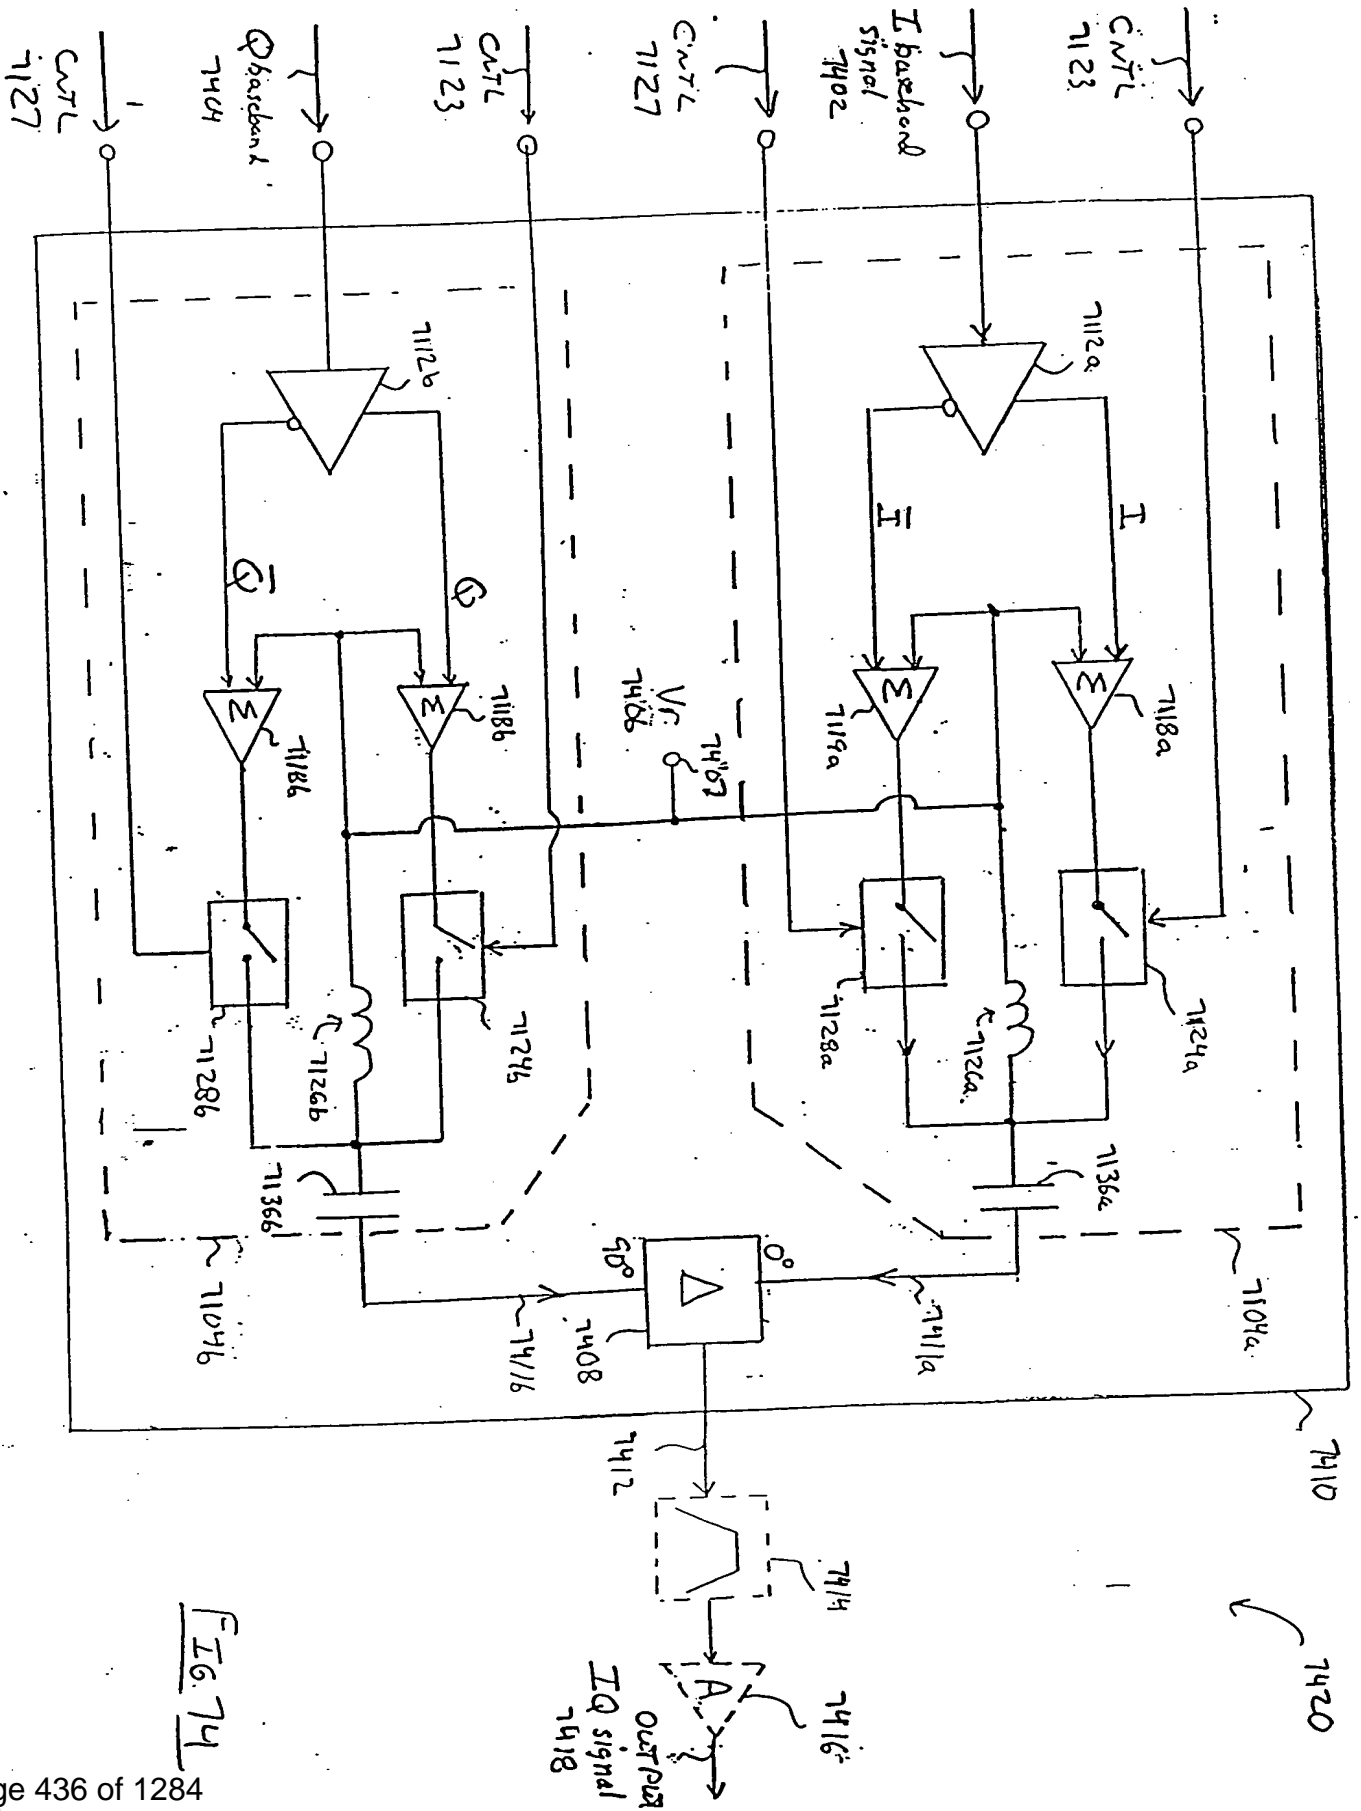 CNTL
7123
I baseband
signal
7402
CNTL
7127
CNTL
7123
Q baseband
7404
CNTL
7127
7112a
I
I̅
7118a
Σ
7119a
Σ
7124a
7128a
7126a
7136a
7104a
7411a
Vr
7406
7407
7112b
Q
Q̅
7118b
Σ
7118b
Σ
7124b
7126b
7128b
7136b
7104b
7411b
0°
90°
7408
7410
7412
7414
A
7416
OUTPUT
IQ signal
7418
7420
FIG. 74
ge 436 of 1284